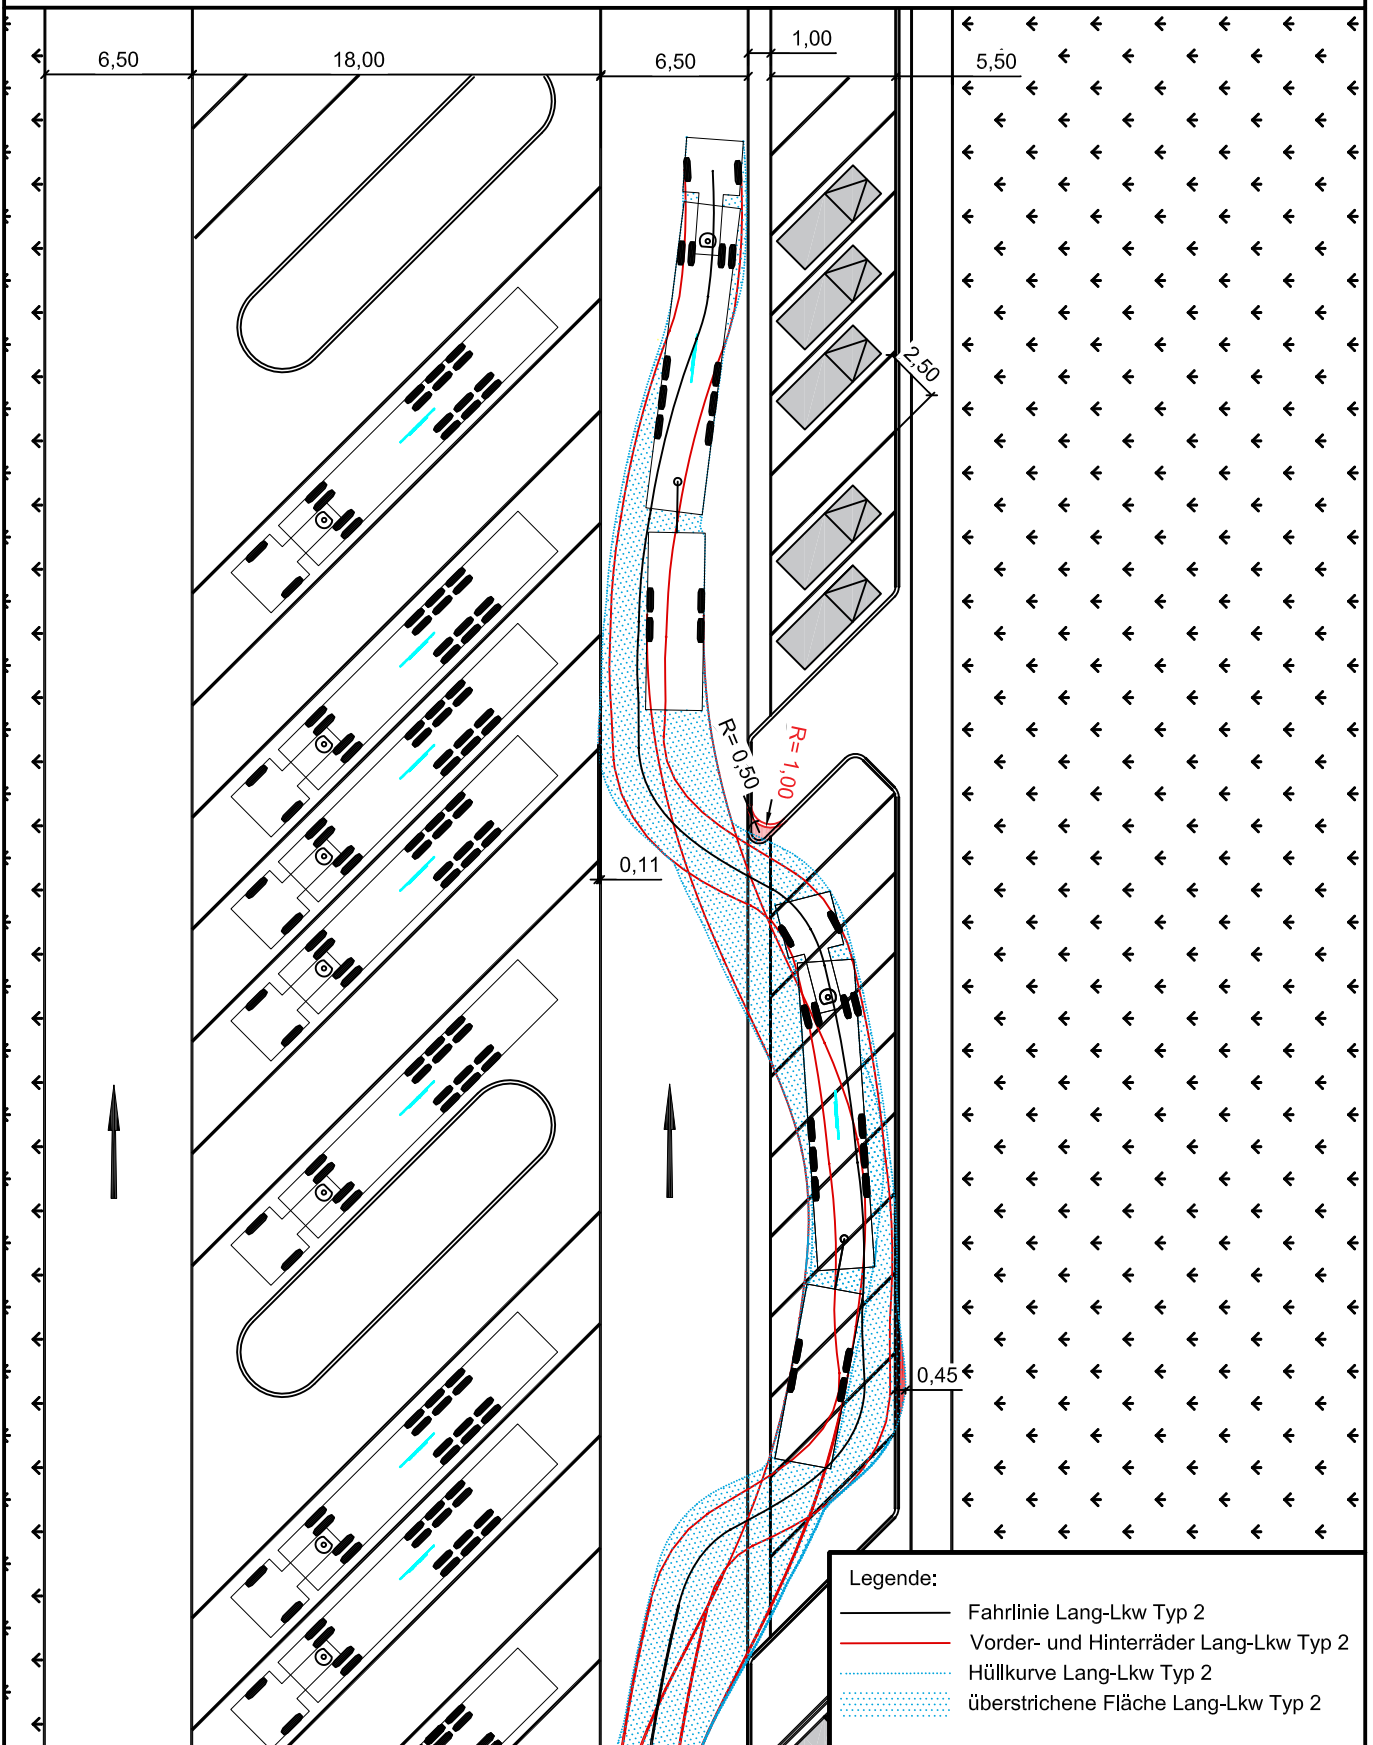 1,00
6,50
18,00
6,50
5,50
2,50
R= 0,50
R= 1,00
0,11
0,45
Legende:
Fahrlinie Lang-Lkw Typ 2
Vorder- und Hinterräder Lang-Lkw Typ 2
Hüllkurve Lang-Lkw Typ 2
überstrichene Fläche Lang-Lkw Typ 2